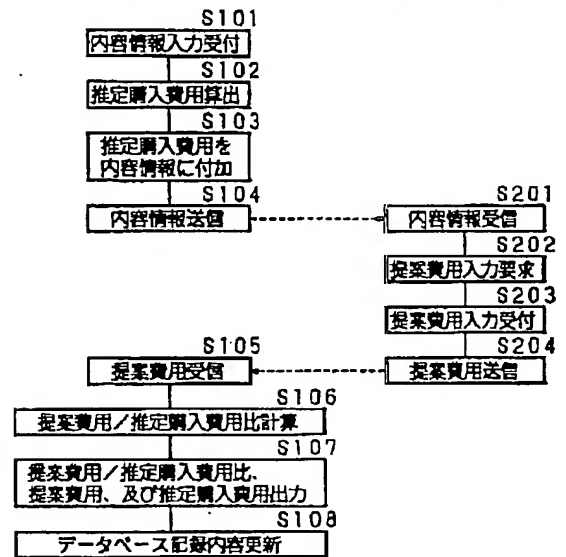 S101
内容情報入力受付
S102
推定購入費用算出
S103
推定購入費用を
内容情報に付加
S104
内容情報送信
S201
内容情報受信
S202
提案費用入力要求
S203
提案費用入力受付
S204
提案費用送信
S105
提案費用受信
S106
提案費用/推定購入費用比計算
S107
提案費用/推定購入費用比、
提案費用、及び推定購入費用出力
S108
データベース記録内容更新